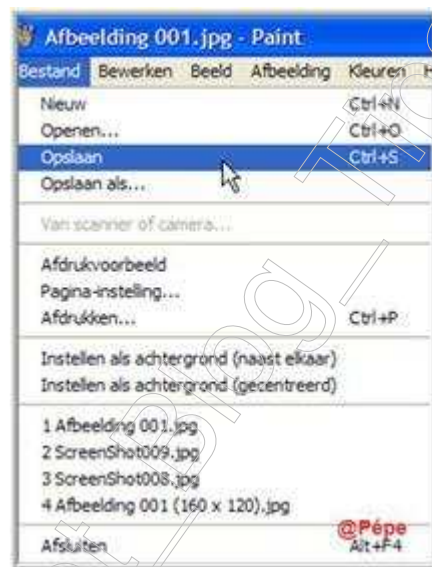 Afbeelding 001.jpg - Paint
Bestand Bewerken Beeld Afbeelding Kleuren
Nieuw Ctrl+N
Openen... Ctrl+O
Opslaan Ctrl+S
Opslaan als...
Van scanner of camera...
Afdrukvoorbeeld
Pagina-instelling...
Afdrukken... Ctrl+P
Instellen als achtergrond (naast elkaar)
Instellen als achtergrond (gecentreerd)
1 Afbeelding 001.jpg
2 ScreenShot009.jpg
3 ScreenShot008.jpg
4 Afbeelding 001 (160 x 120).jpg
@Pépe
Afsluiten Alt+F4